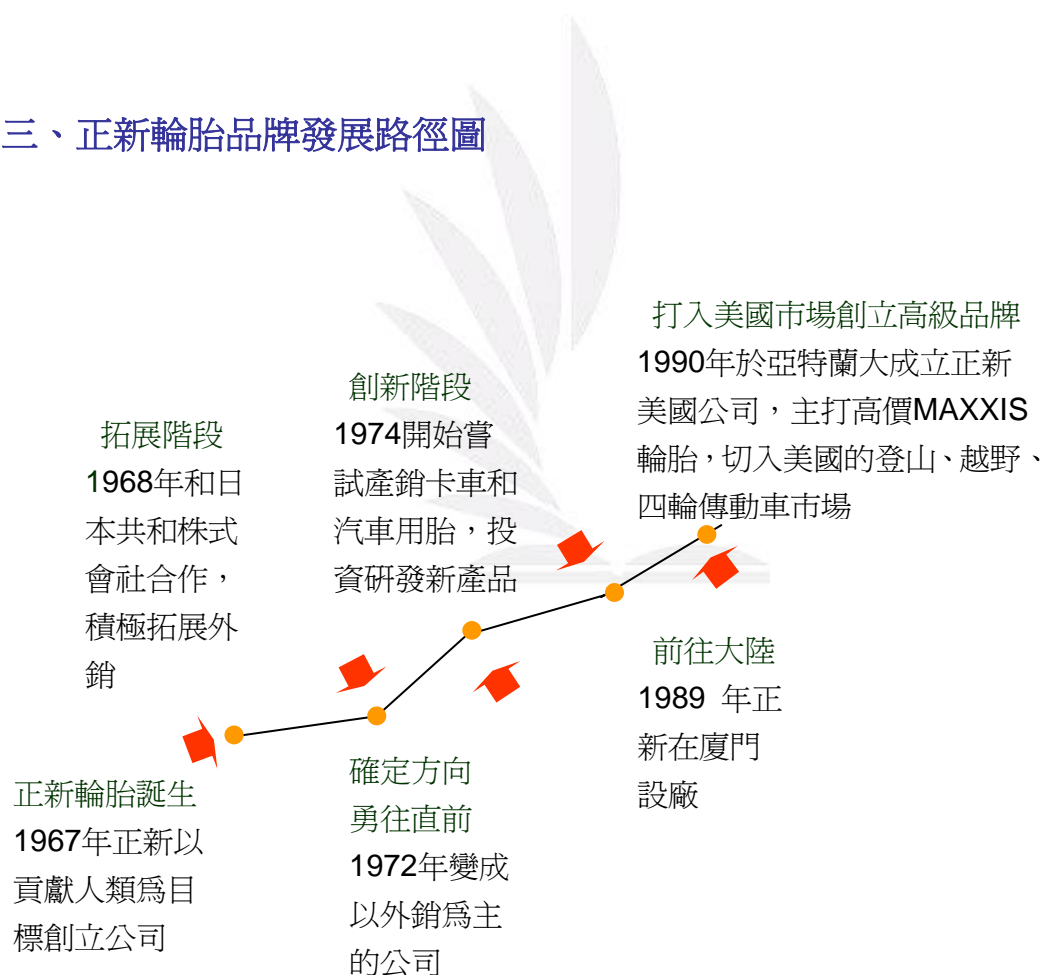 三、正新輪胎品牌發展路徑圖
打入美國市場創立高級品牌
1990年於亞特蘭大成立正新
美國公司，主打高價MAXXIS
輪胎，切入美國的登山、越野、
四輪傳動車市場
創新階段
1974開始嘗
試產銷卡車和
汽車用胎，投
資研發新產品
拓展階段
1968年和日
本共和株式
會社合作，
積極拓展外
銷
前往大陸
1989 年正
新在廈門
設廠
確定方向
勇往直前
1972年變成
以外銷為主
的公司
正新輪胎誕生
1967年正新以
貢獻人類為目
標創立公司